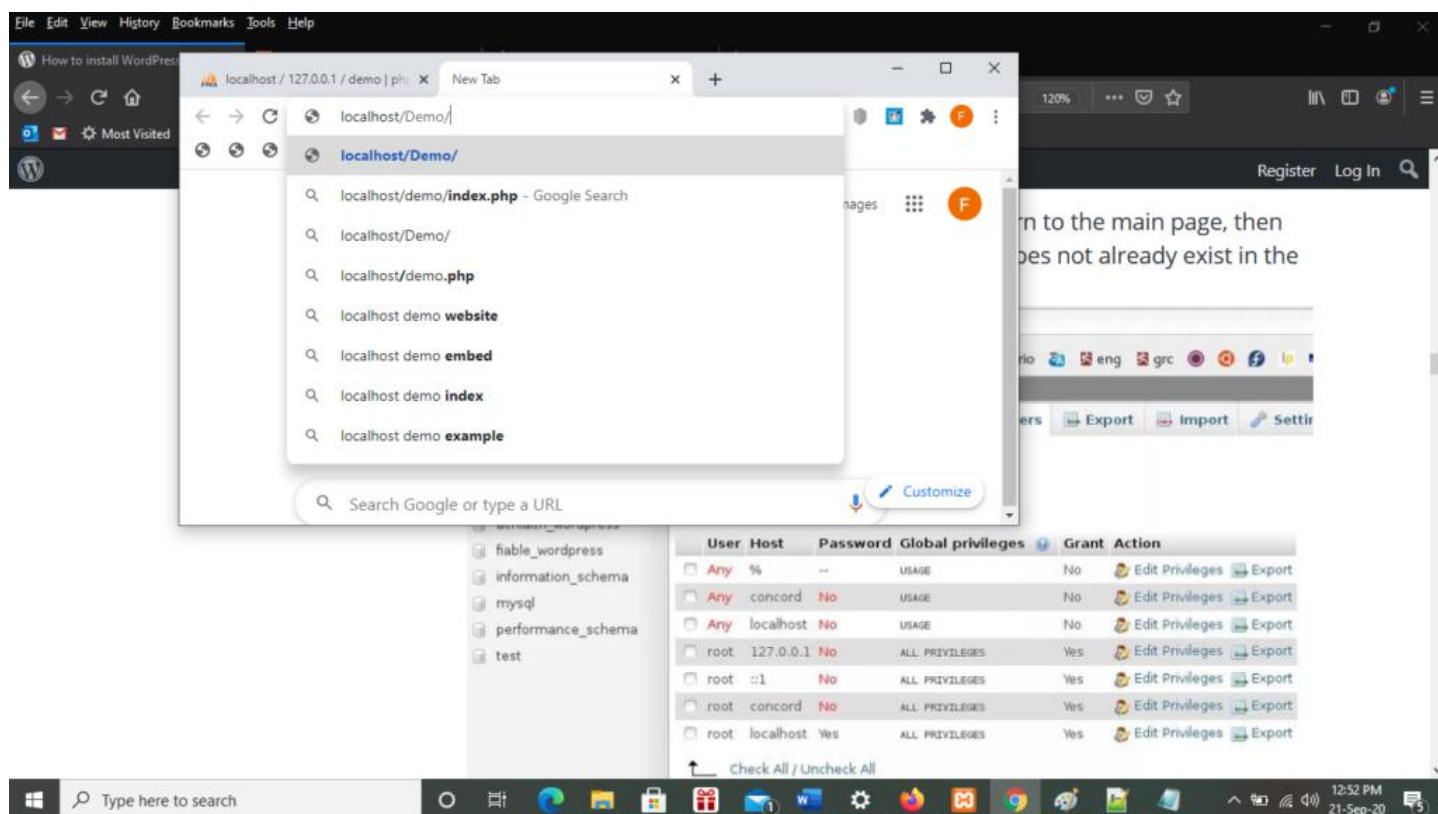 File Edit View History Bookmarks Tools Help
How to install WordPress
localhost / 127.0.0.1 / demo | ph
New Tab
120%
localhost/Demo/
F
Most Visited
localhost/Demo/
Register Log In
localhost/demo/index.php - Google Search
F
localhost/Demo/
rn to the main page, then
oes not already exist in the
localhost/demo.php
localhost demo website
localhost demo embed
rio eng grc
localhost demo index
ers Export Import Settin
localhost demo example
Customize
Search Google or type a URL
User Host Password Global privileges Grant Action
fiable_wordpress
Any % -- USAGE No Edit Privileges Export
information_schema
Any concord No USAGE No Edit Privileges Export
mysql
Any localhost No USAGE No Edit Privileges Export
performance_schema
root 127.0.0.1 No ALL PRIVILEGES Yes Edit Privileges Export
test
root ::1 No ALL PRIVILEGES Yes Edit Privileges Export
root concord No ALL PRIVILEGES Yes Edit Privileges Export
root localhost Yes ALL PRIVILEGES Yes Edit Privileges Export
Check All / Uncheck All
Type here to search
12:52 PM
21-Sep-20
5